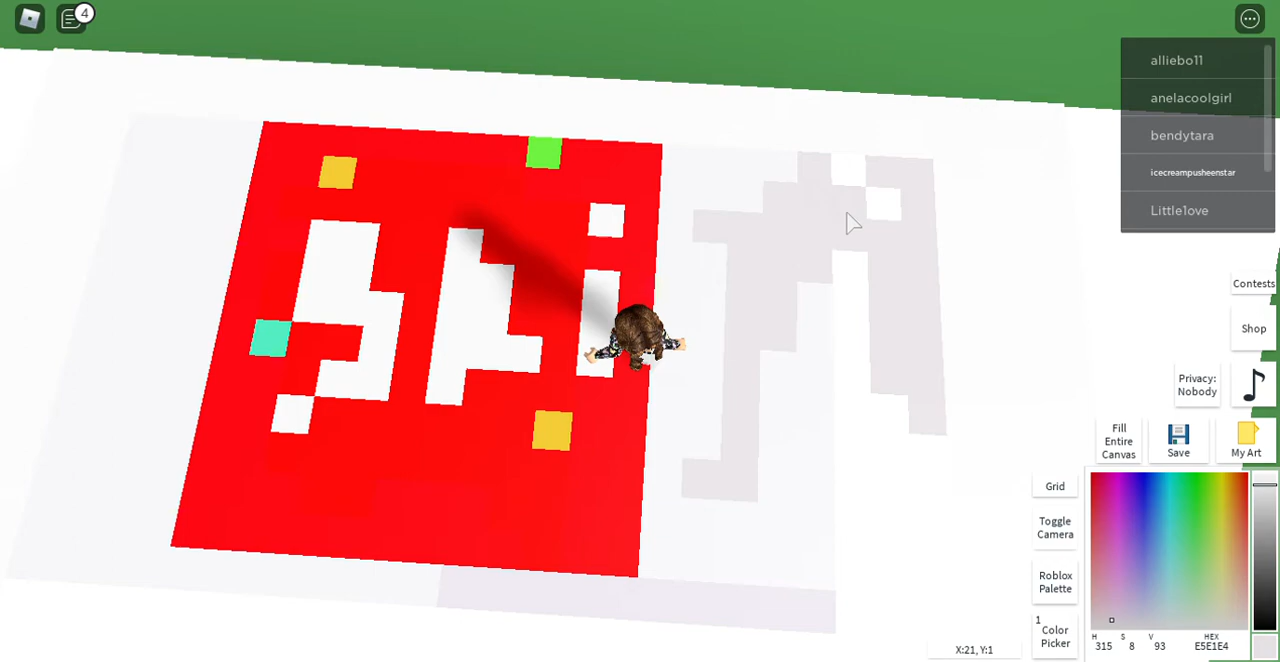 4
alliebo11
anelacoolgirl
bendytara
icecreampusheenstar
Little1ove
Contests
Shop
Privacy:
Nobody
Fill
Entire
Canvas
Save
My Art
Grid
Toggle
Camera
Roblox
Palette
1
Color
Picker
H S V HEX
315 8 93 E5E1E4
X:21, Y:1